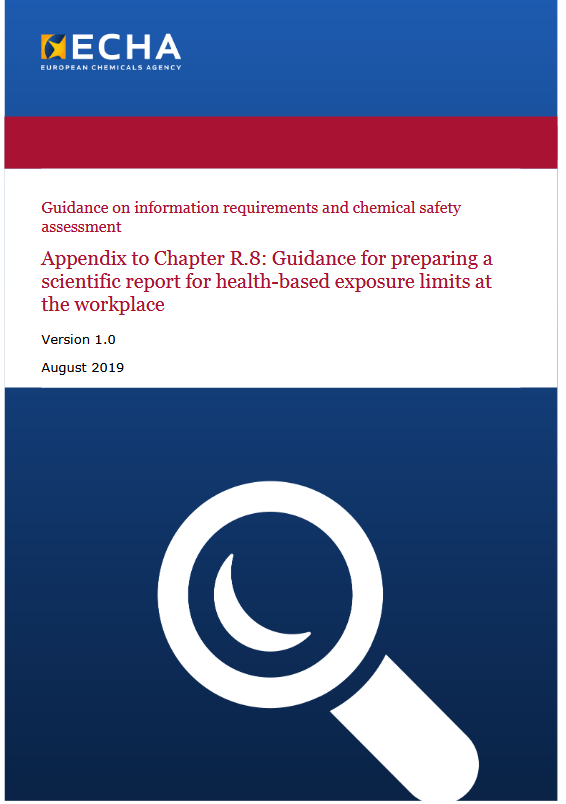 ECHA
EUROPEAN CHEMICALS AGENCY
Guidance on information requirements and chemical safety
assessment
Appendix to Chapter R.8: Guidance for preparing a
scientific report for health-based exposure limits at
the workplace
Version 1.0
August 2019